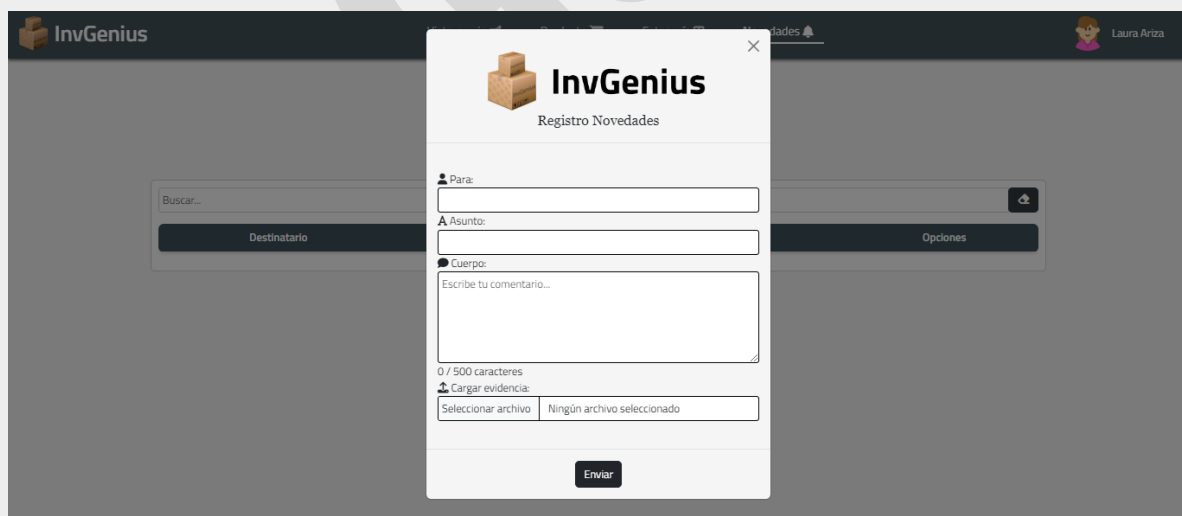 InvGenius
dades
Laura Ariza
InvGenius
Registro Novedades
Para:
Buscar...
Asunto:
Destinatario
Opciones
Cuerpo:
Escribe tu comentario...
0 / 500 caracteres
Cargar evidencia:
Seleccionar archivo Ningún archivo seleccionado
Enviar